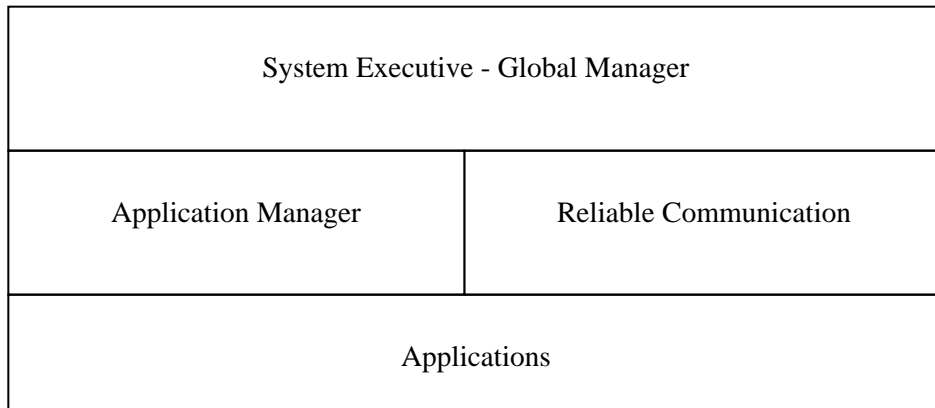 System Executive - Global Manager
Application Manager
Reliable Communication
Applications